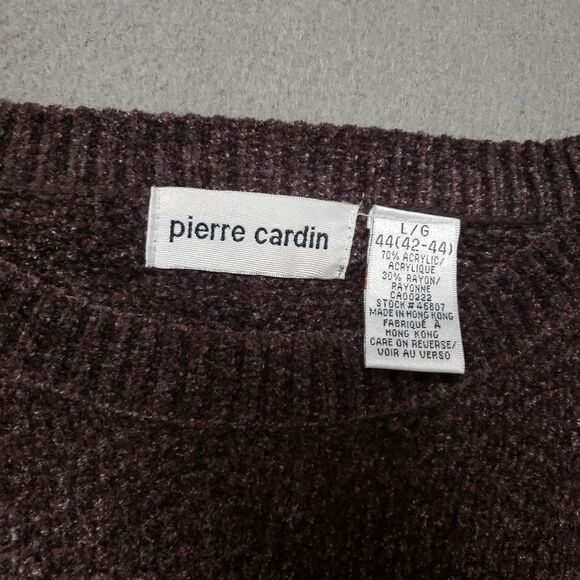 pierre cardin
L/G
44(42-44)
70% ACRYLIC/
ACRYLIQUE
30% RAYON/
RAYONNE
CA00222
STOCK #46807
MADE IN HONG KONG
FABRIQUÉ À
HONG KONG
CARE ON REVERSE/
VOIR AU VERSO